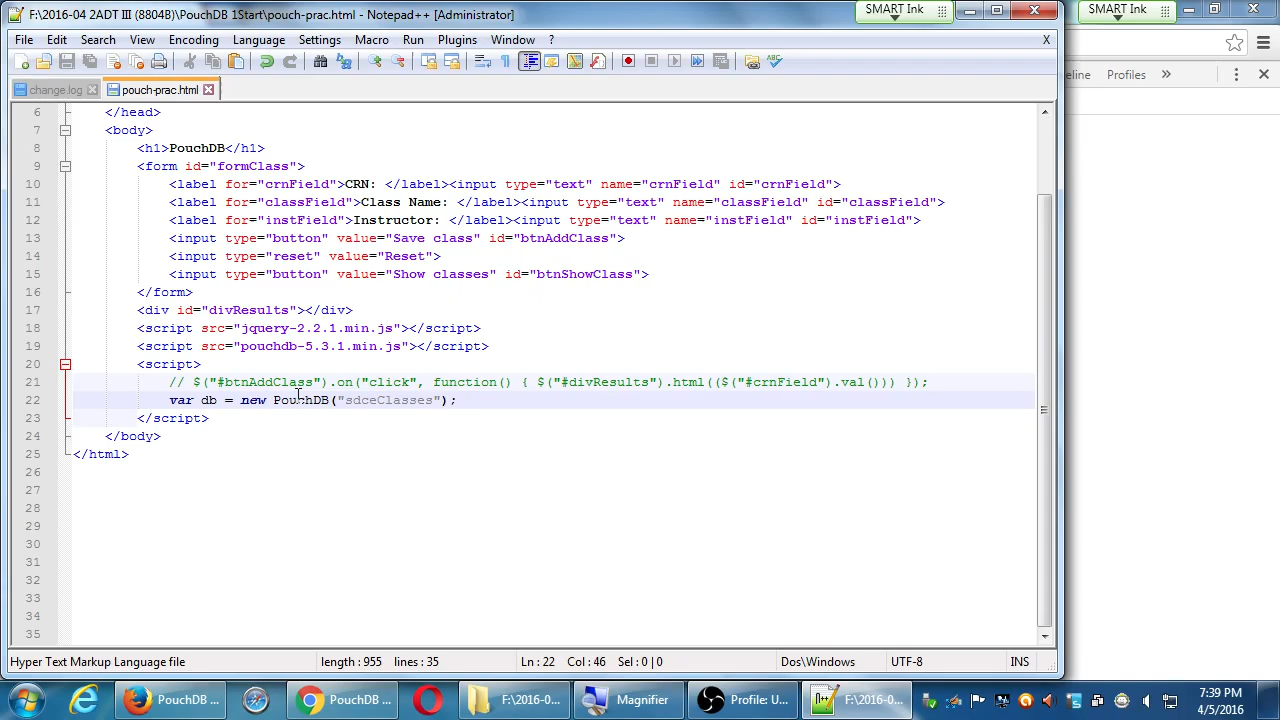 F:\2016-04 2ADT III (8804B)\PouchDB 1Start\pouch-prac.html - Notepad++ [Administrator]
SMART Ink
SMART Ink
File Edit Search View Encoding Language Settings Macro Run Plugins Window ? X
eline Profiles »
change.log pouch-prac.html
6 </head>
7 <body>
8 <h1>PouchDB</h1>
9 <form id="formClass">
10 <label for="crnField">CRN: </label><input type="text" name="crnField" id="crnField">
11 <label for="classField">Class Name: </label><input type="text" name="classField" id="classField">
12 <label for="instField">Instructor: </label><input type="text" name="instField" id="instField">
13 <input type="button" value="Save class" id="btnAddClass">
14 <input type="reset" value="Reset">
15 <input type="button" value="Show classes" id="btnShowClass">
16 </form>
17 <div id="divResults"></div>
18 <script src="jquery-2.2.1.min.js"></script>
19 <script src="pouchdb-5.3.1.min.js"></script>
20 <script>
21 // $("#btnAddClass").on("click", function() { $("#divResults").html(($("#crnField").val())) });
22 var db = new PouchDB("sdceClasses");
23 </script>
24 </body>
25 </html>
26
27
28
29
30
31
32
33
34
35
Hyper Text Markup Language file length : 955 lines : 35 Ln : 22 Col : 46 Sel : 0 | 0 Dos\Windows UTF-8 INS
PouchDB ... PouchDB ... F:\2016-0... Magnifier Profile: U... F:\2016-0...
7:39 PM
4/5/2016